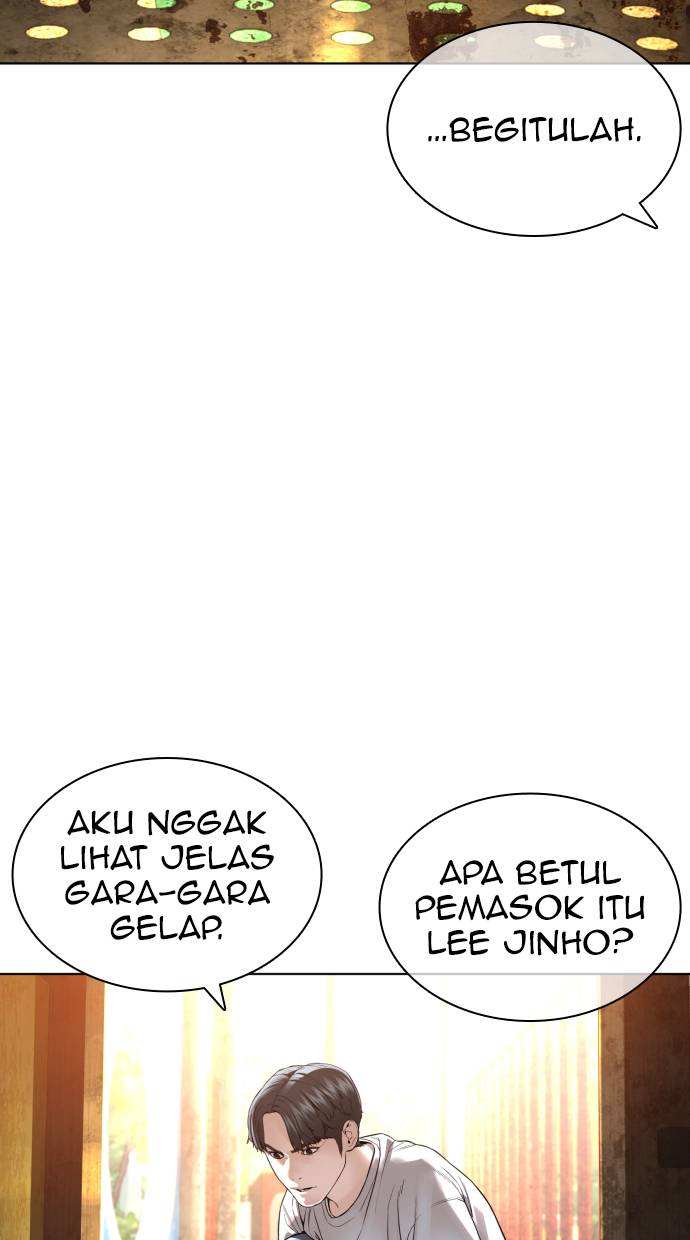 ...BEGITULAH.
AKU NGGAK
LIHAT JELAS
GARA-GARA
GELAP.
APA BETUL
PEMASOK ITU
LEE JINHO?